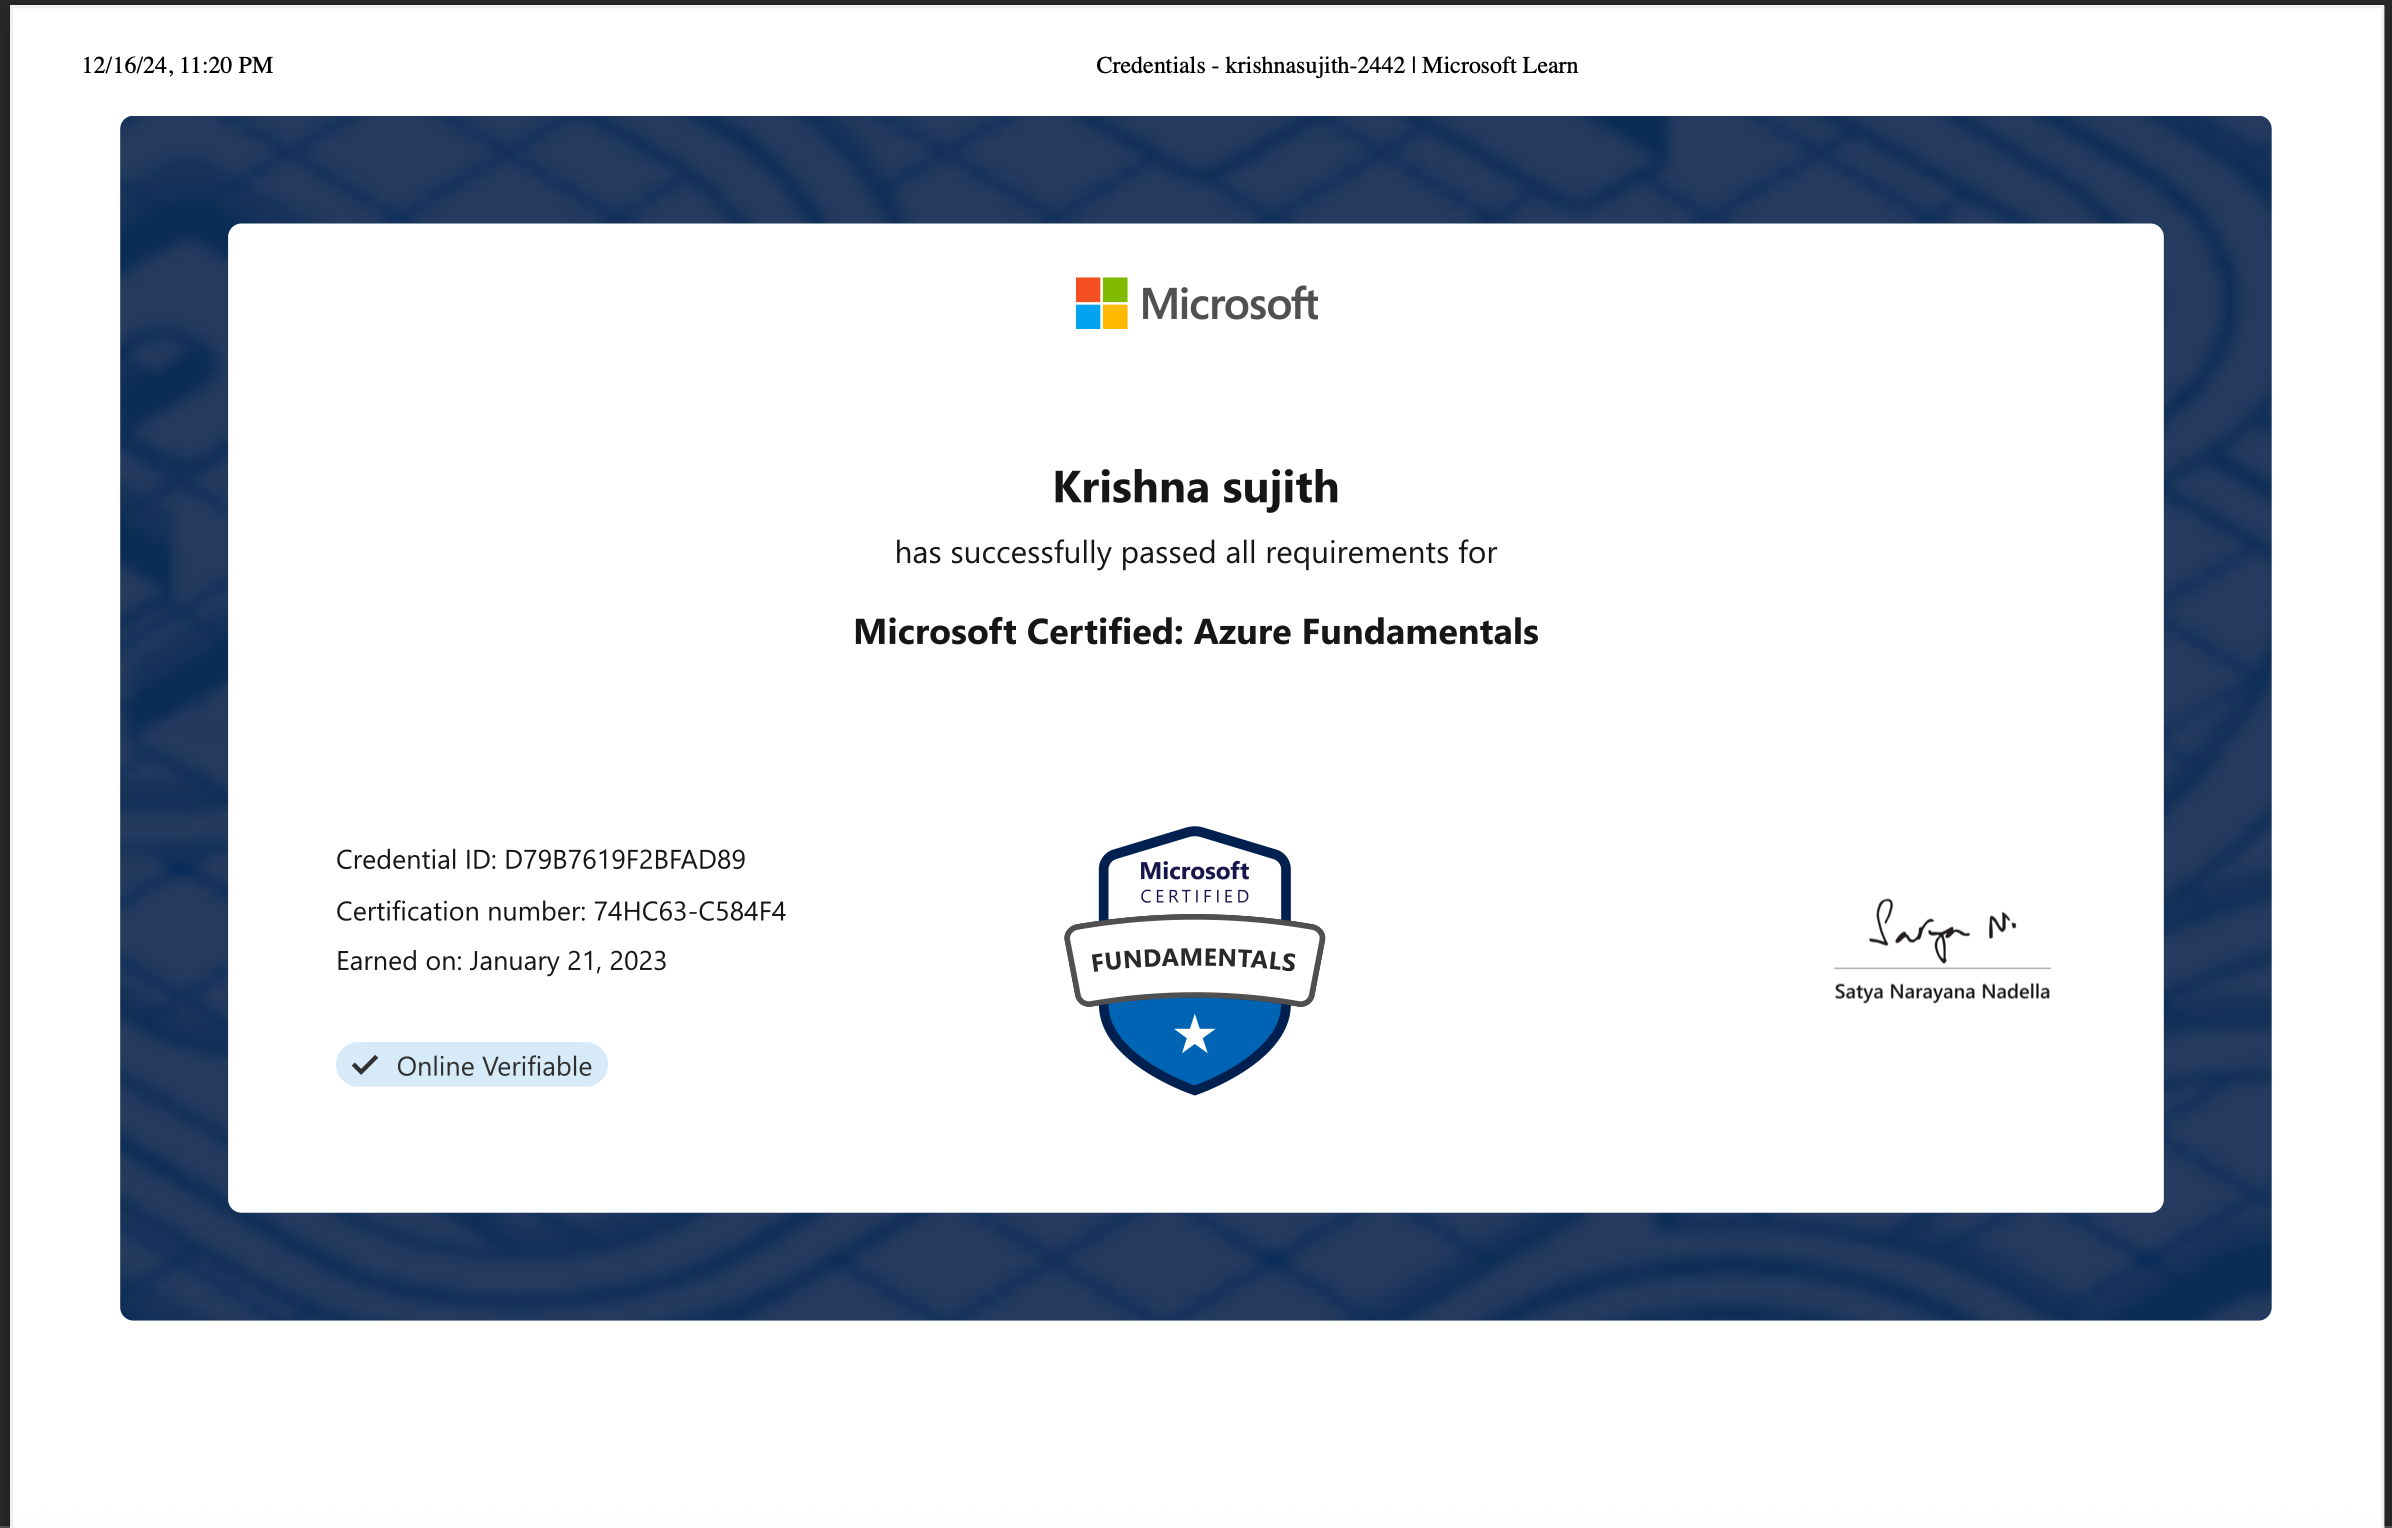 12/16/24, 11:20 PM
Credentials - krishnasujith-2442 | Microsoft Learn
Microsoft
Krishna sujith
has successfully passed all requirements for
Microsoft Certified: Azure Fundamentals
Credential ID: D79B7619F2BFAD89
Certification number: 74HC63-C584F4
Earned on: January 21, 2023
Online Verifiable
Microsoft
CERTIFIED
FUNDAMENTALS
Satya N.
Satya Narayana Nadella